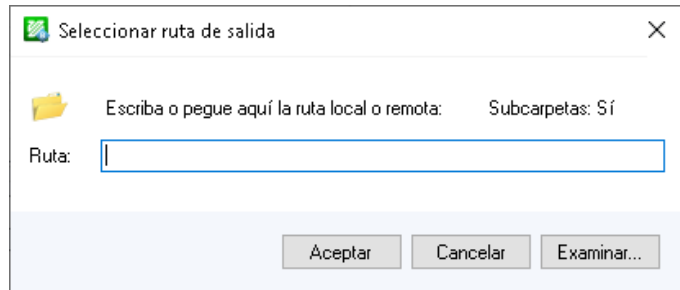 Seleccionar ruta de salida
Escriba o pegue aquí la ruta local o remota: Subcarpetas: Sí
Ruta:
Aceptar Cancelar Examinar...